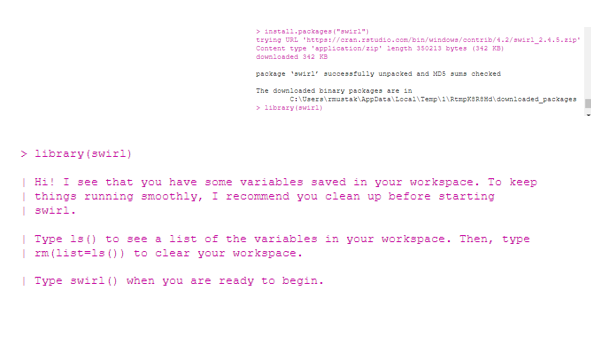 > install.packages("swirl")
trying URL 'https://cran.rstudio.com/bin/windows/contrib/4.2/swirl_2.4.5.zip'
Content type 'application/zip' length 350213 bytes (342 KB)
downloaded 342 KB
package 'swirl' successfully unpacked and MD5 sums checked
The downloaded binary packages are in
C:\Users\rmustak\AppData\Local\Temp\1\RtmpK8R8Md\downloaded_packages
> library(swirl)
> library(swirl)
| Hi! I see that you have some variables saved in your workspace. To keep
| things running smoothly, I recommend you clean up before starting
| swirl.
| Type ls() to see a list of the variables in your workspace. Then, type
| rm(list=ls()) to clear your workspace.
| Type swirl() when you are ready to begin.